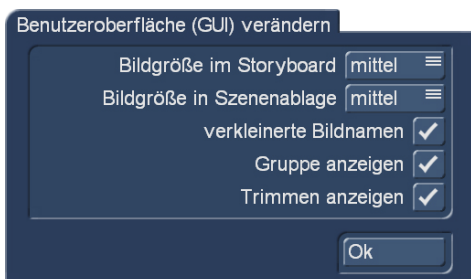 Benutzeroberfläche (GUI) verändern
Bildgröße im Storyboard mittel
Bildgröße in Szenenablage mittel
verkleinerte Bildnamen
Gruppe anzeigen
Trimmen anzeigen
Ok